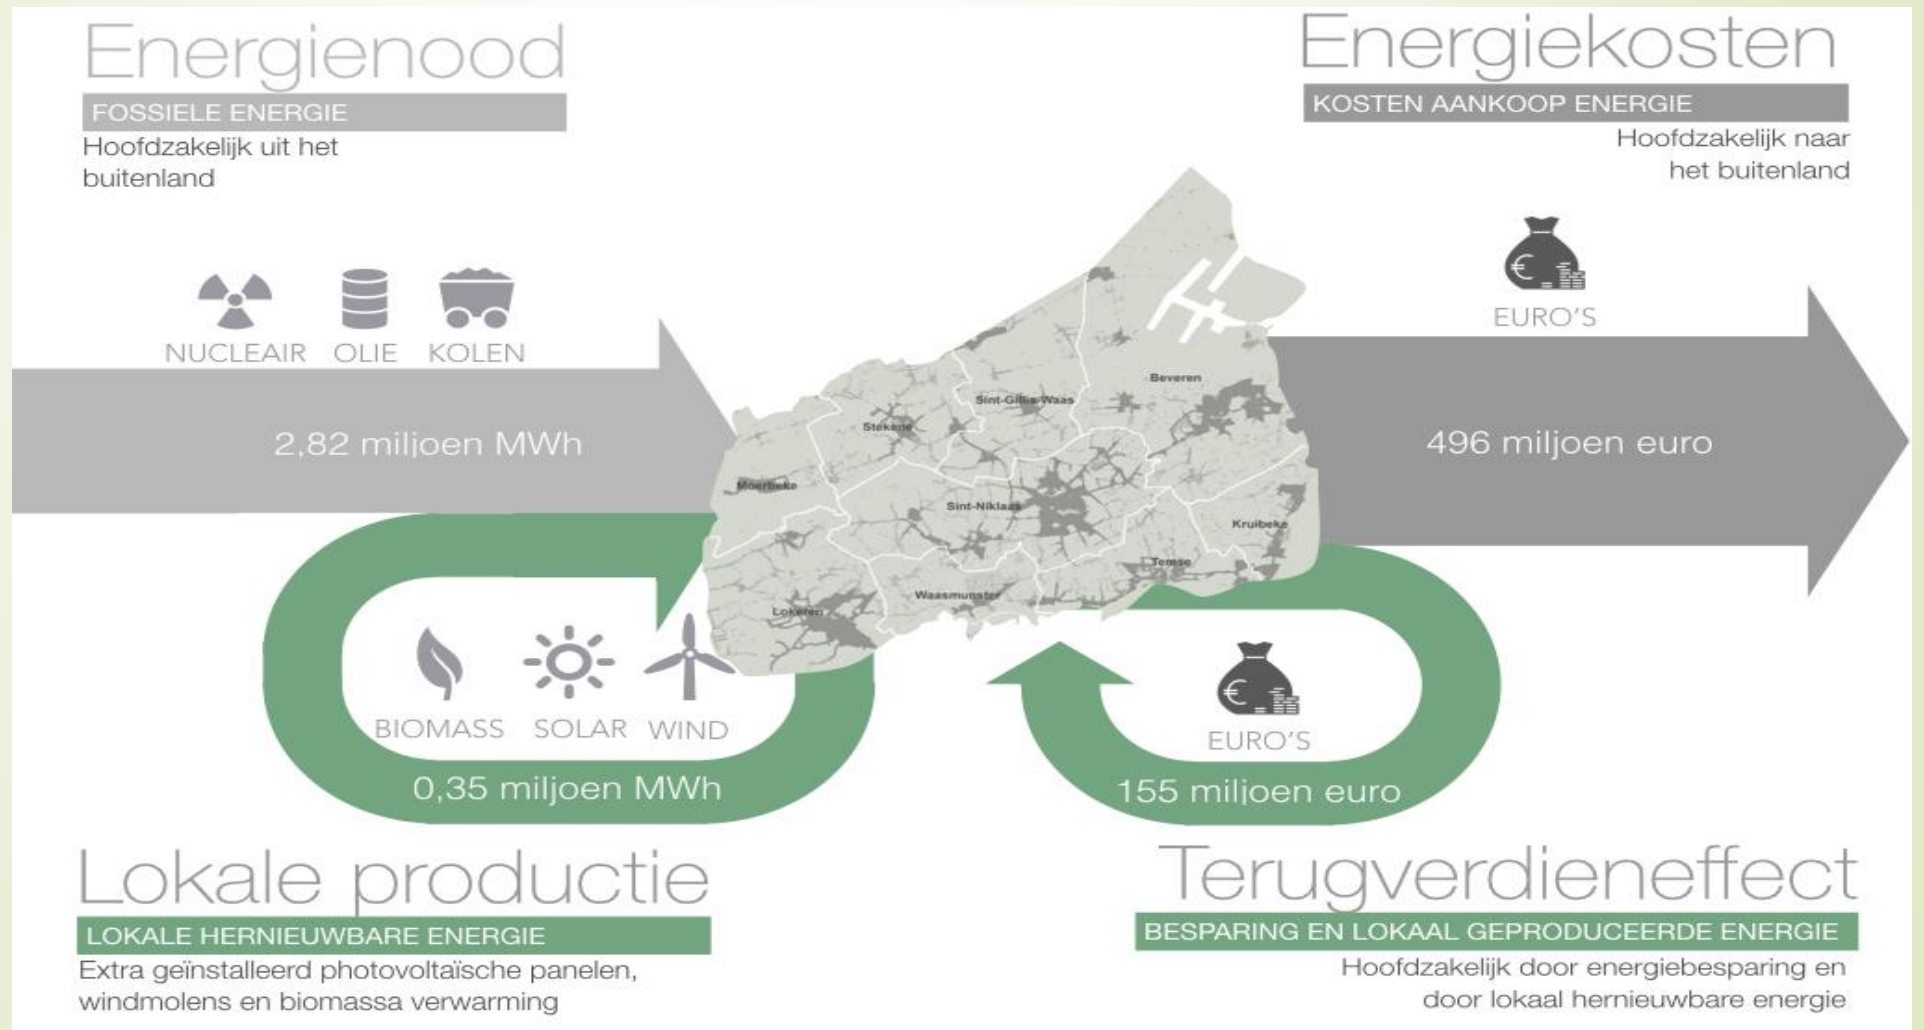 Energienood
FOSSIELE ENERGIE
Hoofdzakelijk uit het
buitenland
NUCLEAIR
OLIE
KOLEN
2,82 miljoen MWh
Energiekosten
KOSTEN AANKOOP ENERGIE
Hoofdzakelijk naar
het buitenland
EURO'S
496 miljoen euro
Beveren
Sint-Gillis-Waas
Stekene
Moerbeke
Sint-Niklaas
Kruibeke
Temse
Waasmunster
Lokeren
BIOMASS
SOLAR
WIND
0,35 miljoen MWh
EURO'S
155 miljoen euro
Lokale productie
LOKALE HERNIEUWBARE ENERGIE
Extra geïnstalleerd photovoltaïsche panelen,
windmolens en biomassa verwarming
Terugverdieneffect
BESPARING EN LOKAAL GEPRODUCEERDE ENERGIE
Hoofdzakelijk door energiebesparing en
door lokaal hernieuwbare energie